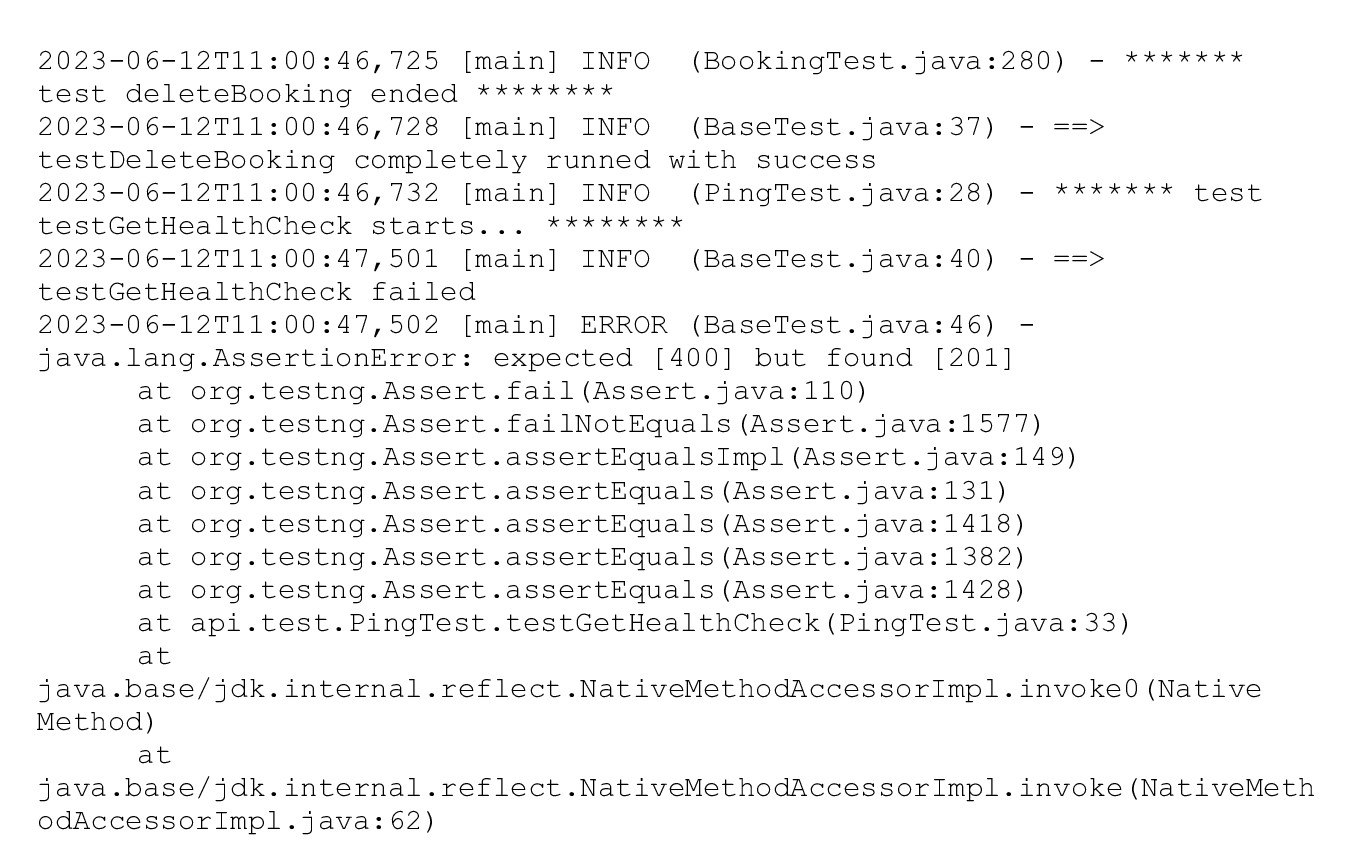 2023-06-12T11:00:46,725 [main] INFO  (BookingTest.java:280) - *******
test deleteBooking ended ********
2023-06-12T11:00:46,728 [main] INFO  (BaseTest.java:37) - ==>
testDeleteBooking completely runned with success
2023-06-12T11:00:46,732 [main] INFO  (PingTest.java:28) - ******* test
testGetHealthCheck starts... ********
2023-06-12T11:00:47,501 [main] INFO  (BaseTest.java:40) - ==>
testGetHealthCheck failed
2023-06-12T11:00:47,502 [main] ERROR (BaseTest.java:46) -
java.lang.AssertionError: expected [400] but found [201]
at org.testng.Assert.fail(Assert.java:110)
at org.testng.Assert.failNotEquals(Assert.java:1577)
at org.testng.Assert.assertEqualsImpl(Assert.java:149)
at org.testng.Assert.assertEquals(Assert.java:131)
at org.testng.Assert.assertEquals(Assert.java:1418)
at org.testng.Assert.assertEquals(Assert.java:1382)
at org.testng.Assert.assertEquals(Assert.java:1428)
at api.test.PingTest.testGetHealthCheck(PingTest.java:33)
at
java.base/jdk.internal.reflect.NativeMethodAccessorImpl.invoke0(Native
Method)
at
java.base/jdk.internal.reflect.NativeMethodAccessorImpl.invoke(NativeMeth
odAccessorImpl.java:62)